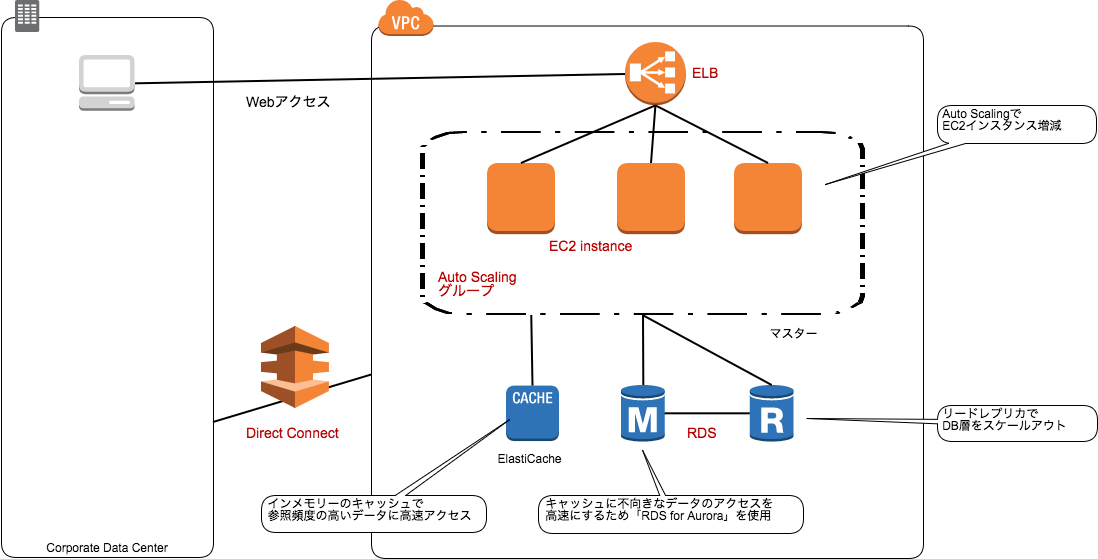 VPC
ELB
Webアクセス
Auto Scalingで
EC2インスタンス増減
EC2 instance
Auto Scaling
グループ
マスター
CACHE
M
R
リードレプリカで
DB層をスケールアウト
Direct Connect
RDS
ElastiCache
インメモリーのキャッシュで
参照頻度の高いデータに高速アクセス
キャッシュに不向きなデータのアクセスを
高速にするため「RDS for Aurora」を使用
Corporate Data Center